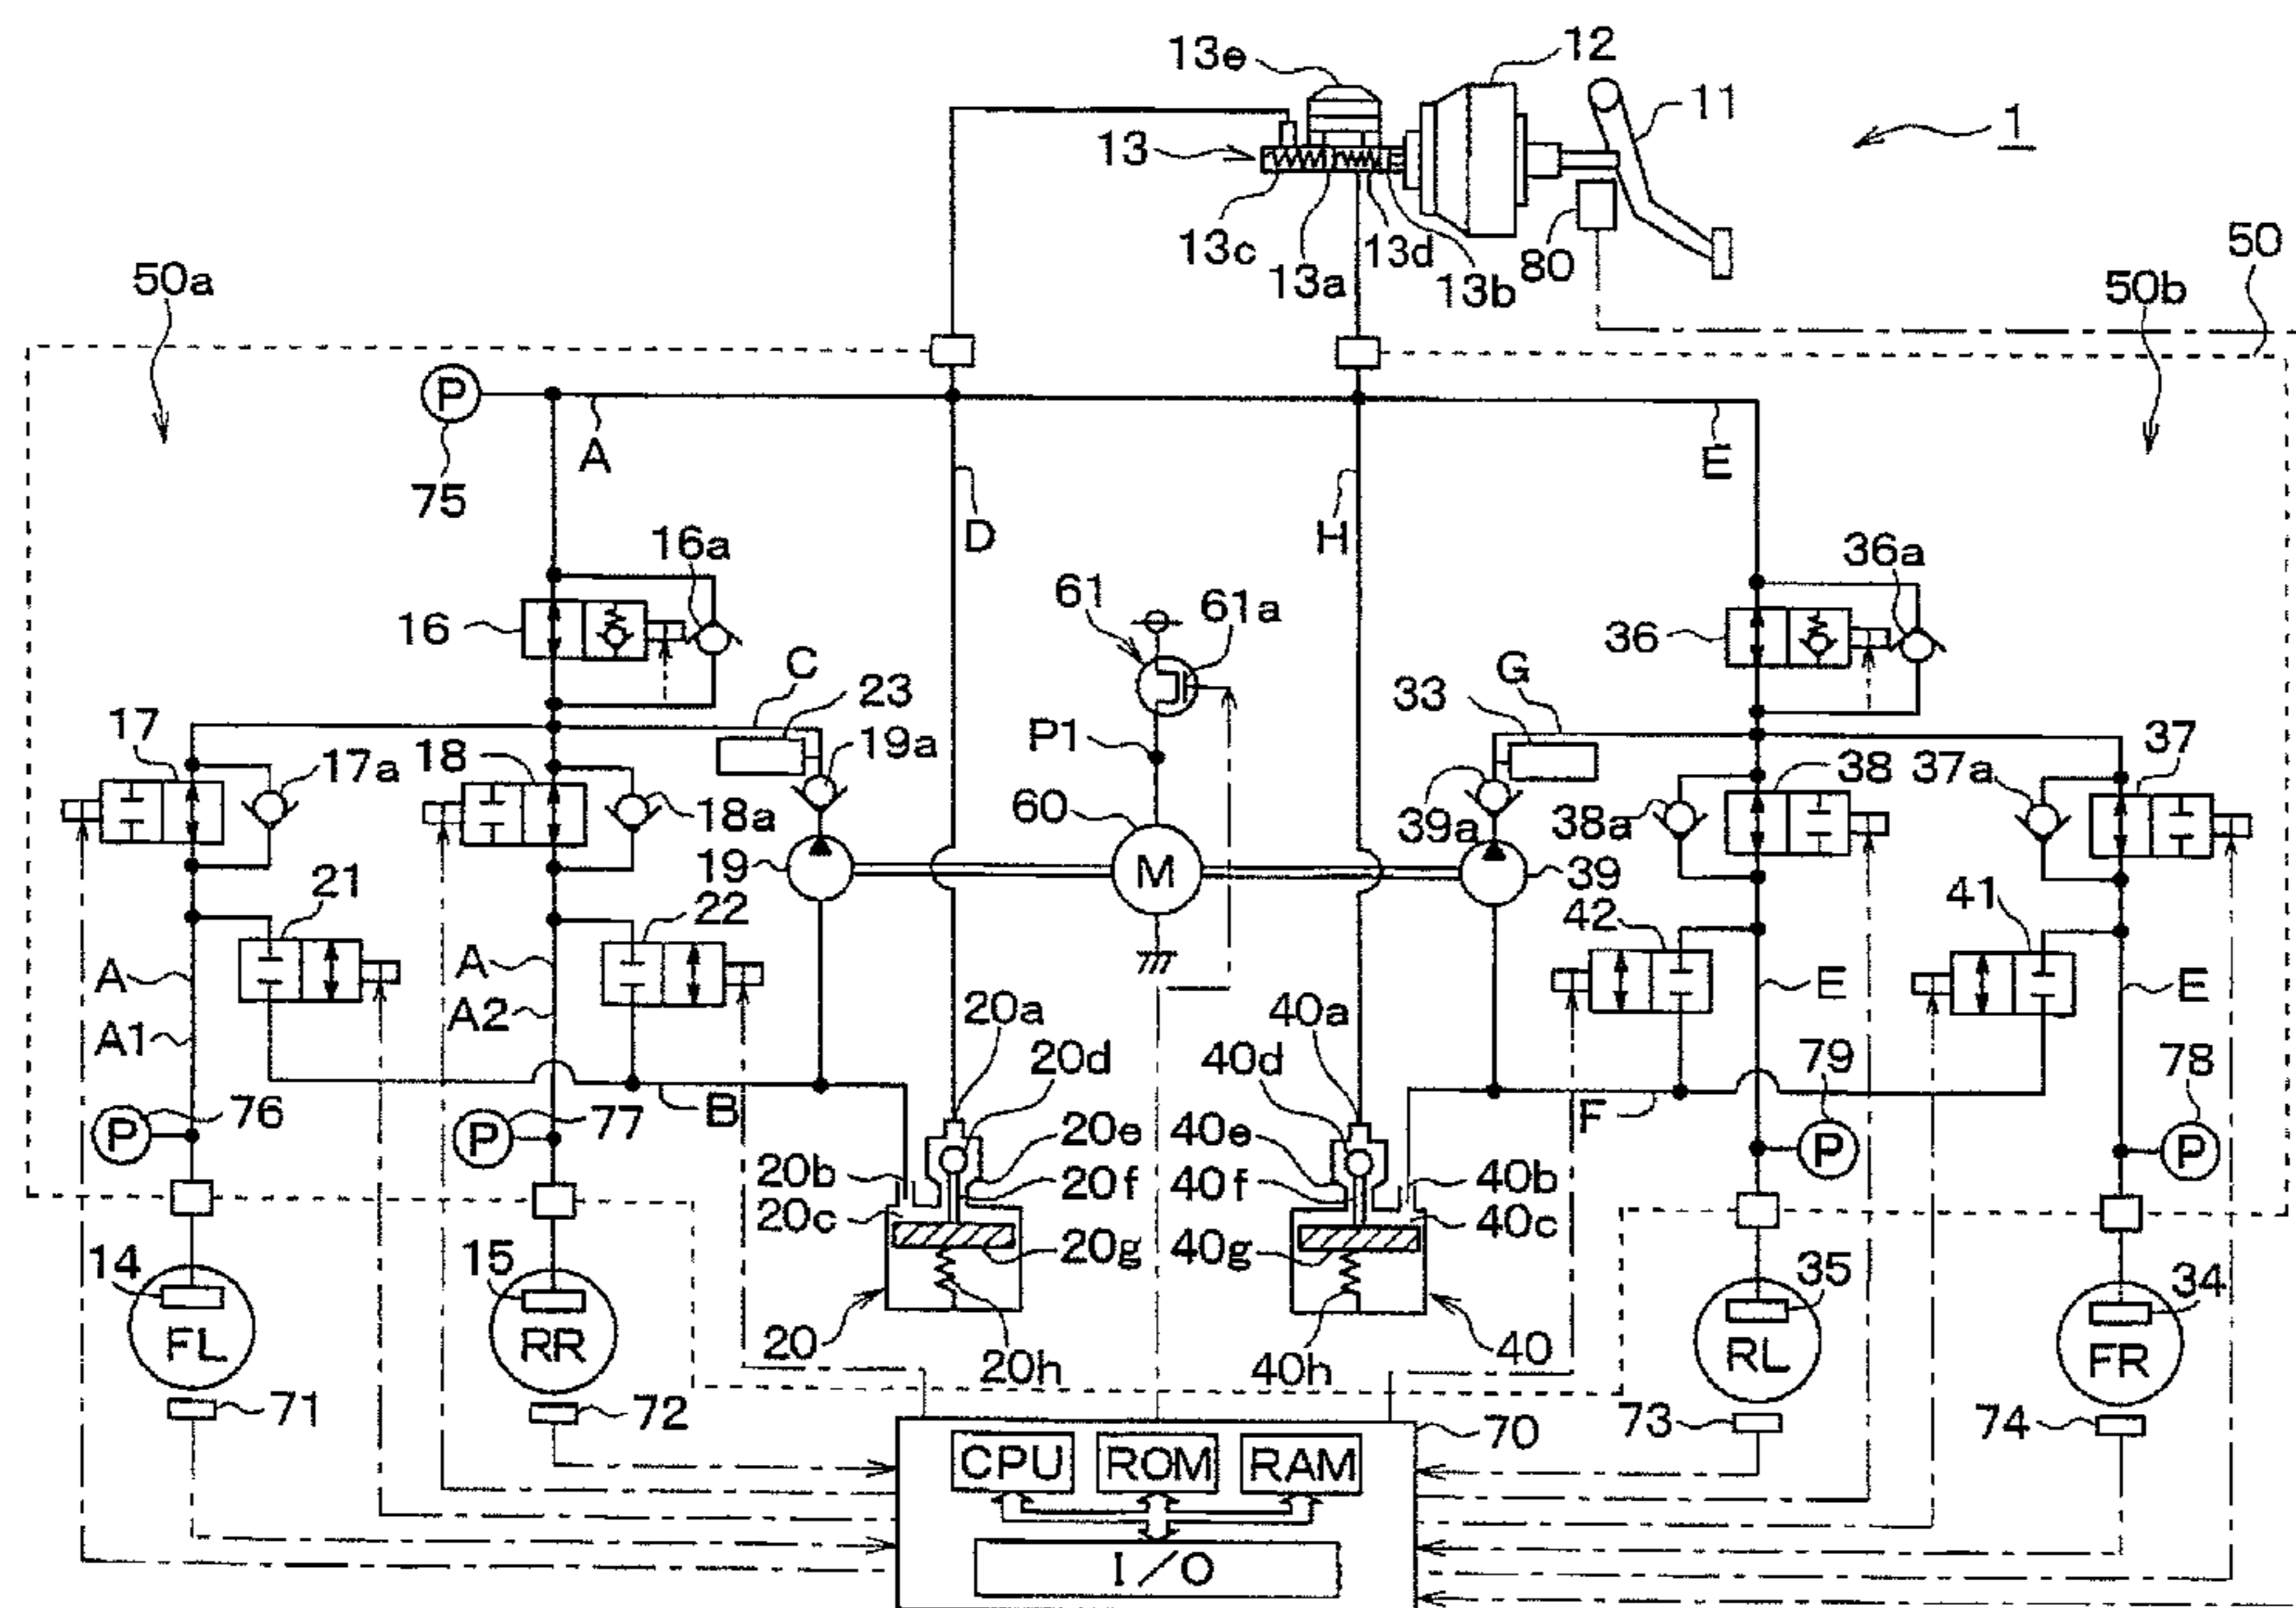 13e
12
11
1
13
13c
13a
13d
13b
80
50
50a
50b
P
75
A
E
D
H
16a
16
36a
36
61
61a
C
23
G
33
17
17a
18
18a
19a
P1
39a
38a
38
37a
37
60
19
M
39
21
22
42
41
A
A1
A
A2
E
E
20a
40a
20d
40d
79
78
76
P
77
P
B
F
P
P
20e
40e
20b
20f
40f
40b
20c
40c
20g
40g
14
15
35
34
FL
RR
RL
FR
20
20h
40h
40
71
72
73
74
70
CPU
ROM
RAM
I/O